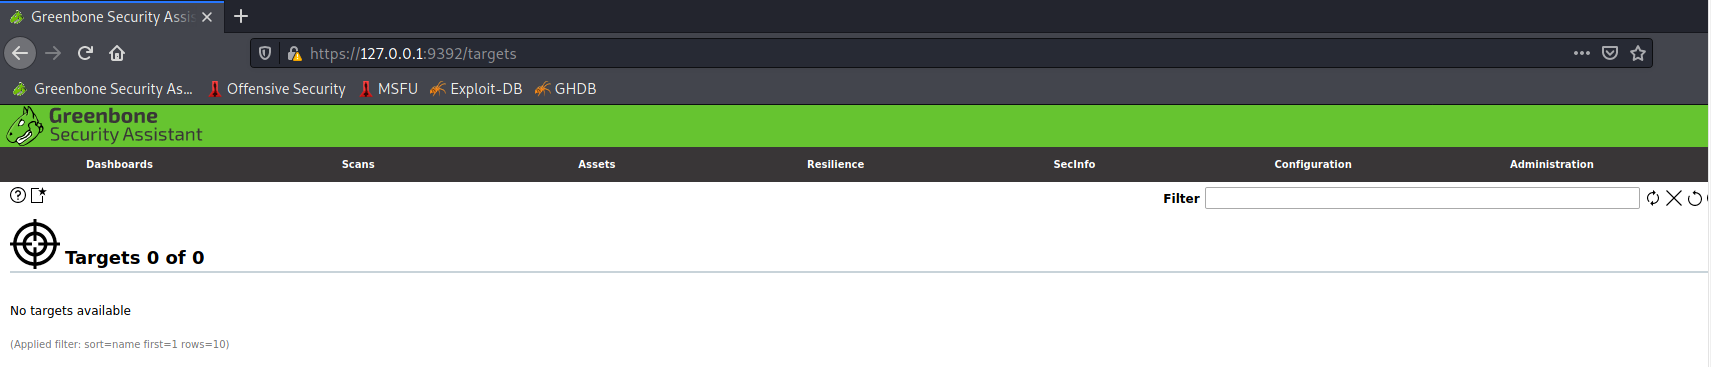 Greenbone Security Assis
https://127.0.0.1:9392/targets
Greenbone Security As... Offensive Security MSFU Exploit-DB GHDB
Greenbone
Security Assistant
Dashboards Scans Assets Resilience SecInfo Configuration Administration
Filter
Targets 0 of 0
No targets available
(Applied filter: sort=name first=1 rows=10)